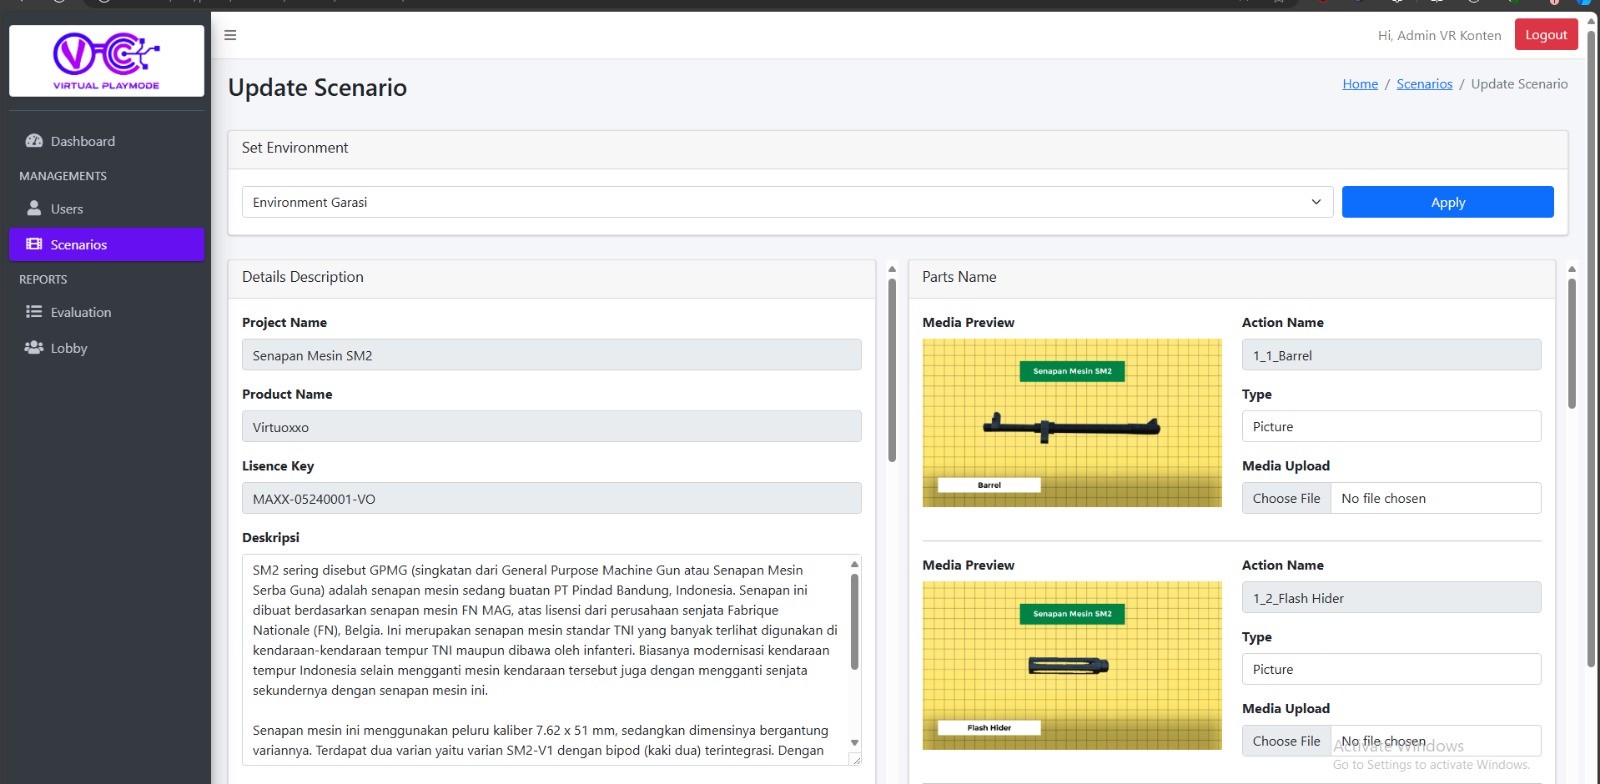 VIRTUAL PLAYMODE
Hi, Admin VR Konten
Logout
Dashboard
MANAGEMENTS
Users
Scenarios
REPORTS
Evaluation
Lobby
Update Scenario
Home / Scenarios / Update Scenario
Set Environment
Environment Garasi
Apply
Details Description
Project Name
Senapan Mesin SM2
Product Name
Virtuoxxo
Lisence Key
MAXX-05240001-VO
Deskripsi
SM2 sering disebut GPMG (singkatan dari General Purpose Machine Gun atau Senapan Mesin
Serba Guna) adalah senapan mesin sedang buatan PT Pindad Bandung, Indonesia. Senapan ini
dibuat berdasarkan senapan mesin FN MAG, atas lisensi dari perusahaan senjata Fabrique
Nationale (FN), Belgia. Ini merupakan senapan mesin standar TNI yang banyak terlihat digunakan di
kendaraan-kendaraan tempur TNI maupun dibawa oleh infanteri. Biasanya modernisasi kendaraan
tempur Indonesia selain mengganti mesin kendaraan tersebut juga dengan mengganti senjata
sekundernya dengan senapan mesin ini.
Senapan mesin ini menggunakan peluru kaliber 7.62 x 51 mm, sedangkan dimensinya bergantung
variannya. Terdapat dua varian yaitu varian SM2-V1 dengan bipod (kaki dua) terintegrasi. Dengan
Parts Name
Media Preview
Senapan Mesin SM2
Barrel
Action Name
1_1_Barrel
Type
Picture
Media Upload
Choose File
No file chosen
Media Preview
Senapan Mesin SM2
Flash Hider
Action Name
1_2_Flash Hider
Type
Picture
Media Upload
Choose File
No file chosen
Activate Windows
Go to Settings to activate Windows.